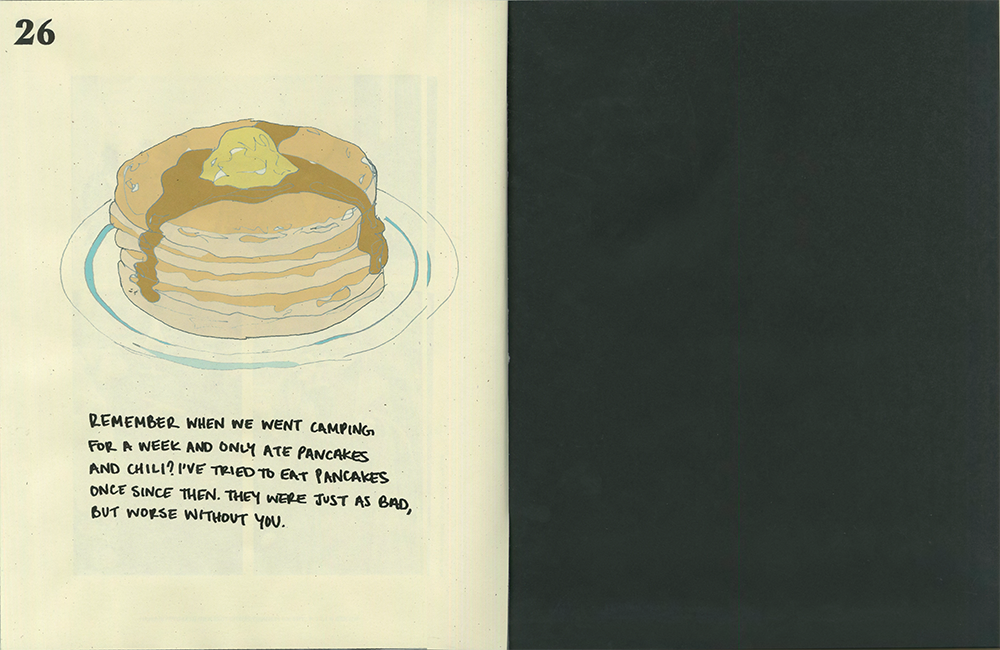 26
REMEMBER WHEN WE WENT CAMPING
FOR A WEEK AND ONLY ATE PANCAKES
AND CHILI? I'VE TRIED TO EAT PANCAKES
ONCE SINCE THEN. THEY WERE JUST AS BAD,
BUT WORSE WITHOUT YOU.